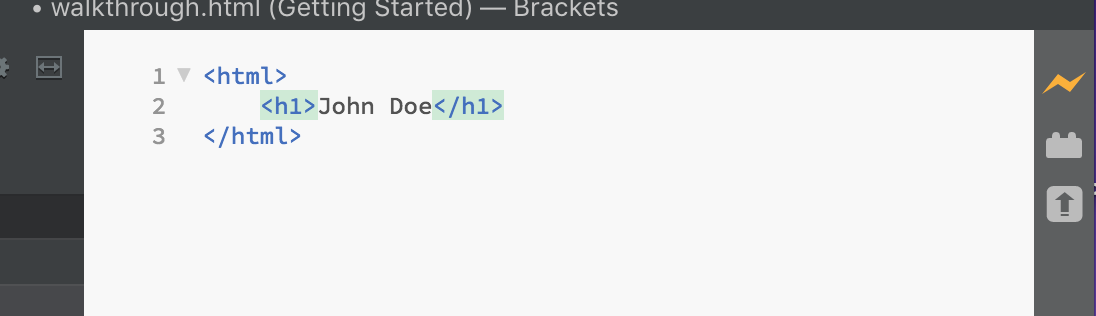 • walkthrough.html (Getting Started) — Brackets
1 <html>
2 <h1>John Doe</h1>
3 </html>